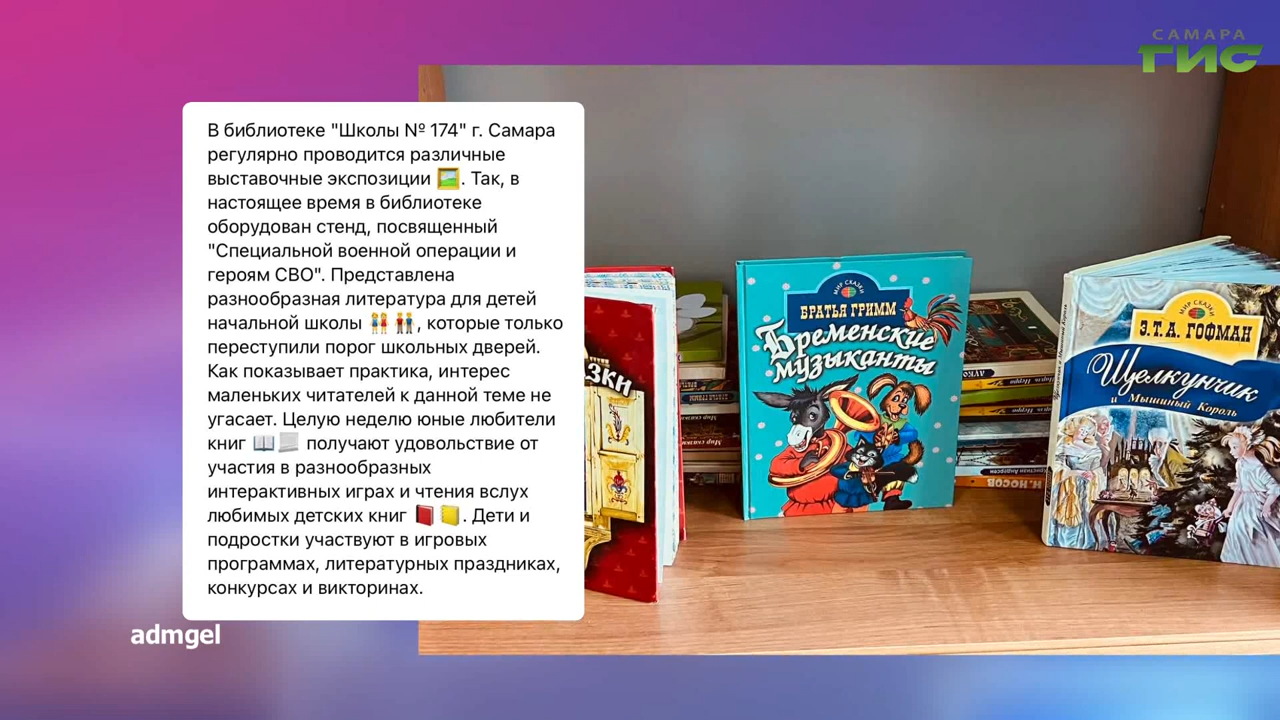 САМАРА
ГИС
В библиотеке "Школы № 174" г. Самара
регулярно проводится различные
выставочные экспозиции 🖼️. Так, в
настоящее время в библиотеке
оборудован стенд, посвященный
"Специальной военной операции и
героям СВО". Представлена
разнообразная литература для детей
начальной школы 👭 👬, которые только
переступили порог школьных дверей.
Как показывает практика, интерес
маленьких читателей к данной теме не
угасает. Целую неделю юные любители
книг 📖📃 получают удовольствие от
участия в разнообразных
интерактивных играх и чтения вслух
любимых детских книг 📕📒. Дети и
подростки участвуют в игровых
программах, литературных праздниках,
конкурсах и викторинах.
admgel
МИР СКАЗКИ
БРАТЬЯ ГРИММ
Бременские
музыканты
МИР СКАЗКИ
Э.Т.А. ГОФМАН
Щелкунчик
и Мышиный Король
Н. НОСОВ